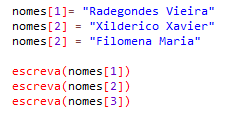 nomes[1]= "Radegondes Vieira"
nomes[2] = "Xilderico Xavier"
nomes[2] = "Filomena Maria"
escreva(nomes[1])
escreva(nomes[2])
escreva(nomes[3])